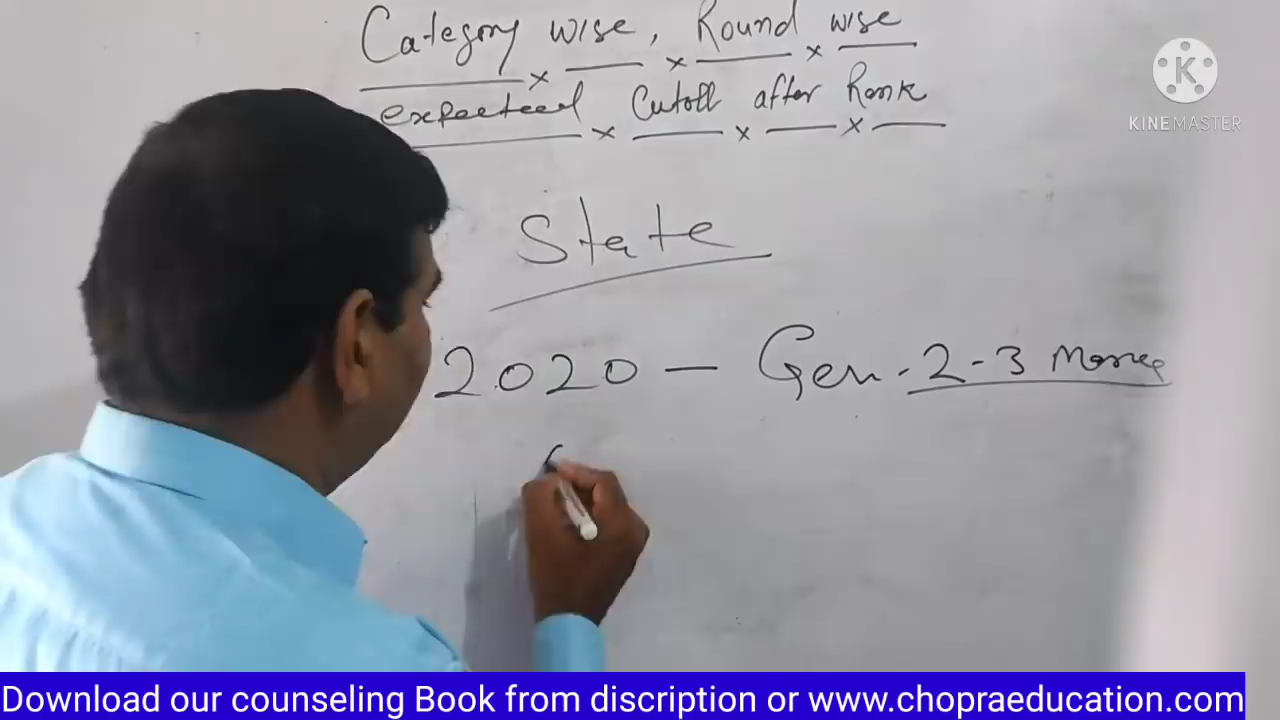 Category wise, Round wise
expected Cutoff after Rank
KINEMASTER
State
2020 - Gen - 2-3 Marks
Download our counseling Book from discription or www.chopraeducation.com